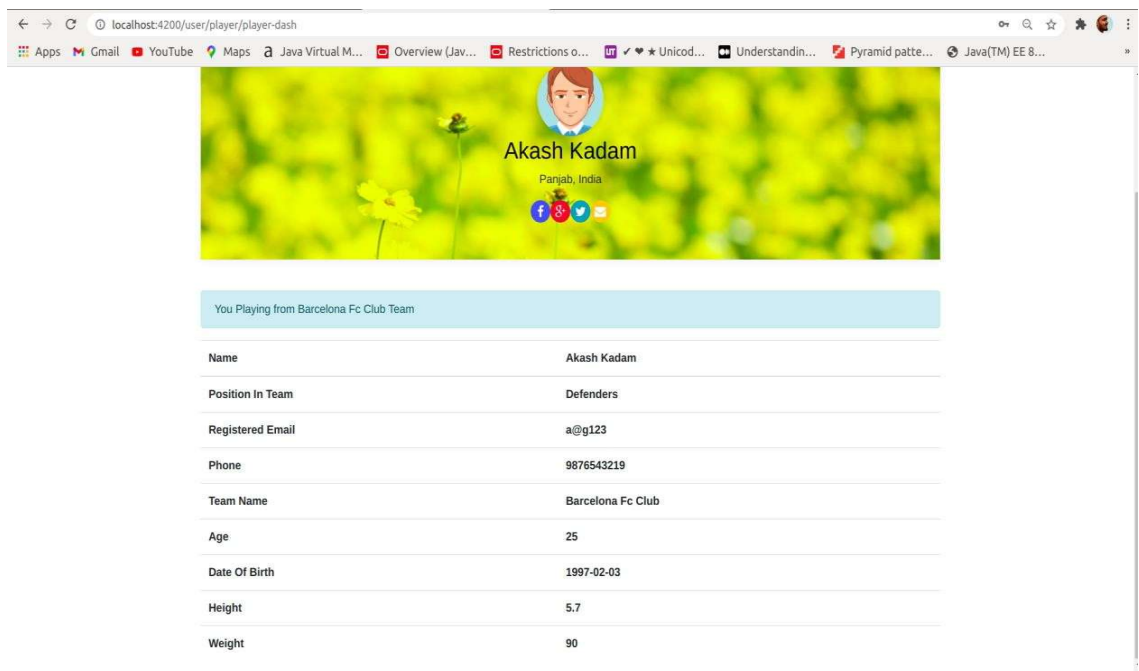 localhost:4200/user/player/player-dash
Apps Gmail YouTube Maps Java Virtual M... Overview (Jav... Restrictions o... UT ✓ ❤ ★ Unicod... Understandin... Pyramid patte... Java(TM) EE 8... »
Akash Kadam
Panjab, India
You Playing from Barcelona Fc Club Team
Name Akash Kadam
Position In Team Defenders
Registered Email a@g123
Phone 9876543219
Team Name Barcelona Fc Club
Age 25
Date Of Birth 1997-02-03
Height 5.7
Weight 90